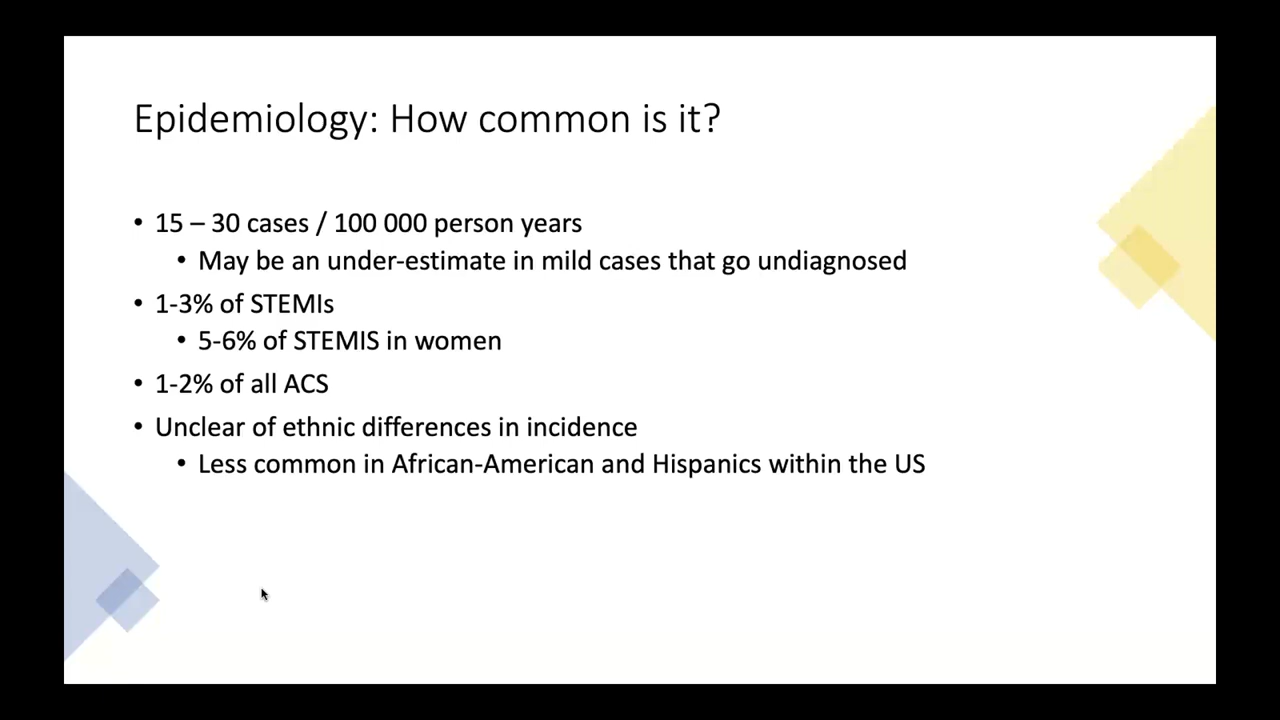 Epidemiology: How common is it?
• 15 – 30 cases / 100 000 person years
• May be an under-estimate in mild cases that go undiagnosed
• 1-3% of STEMIs
• 5-6% of STEMIS in women
• 1-2% of all ACS
• Unclear of ethnic differences in incidence
• Less common in African-American and Hispanics within the US